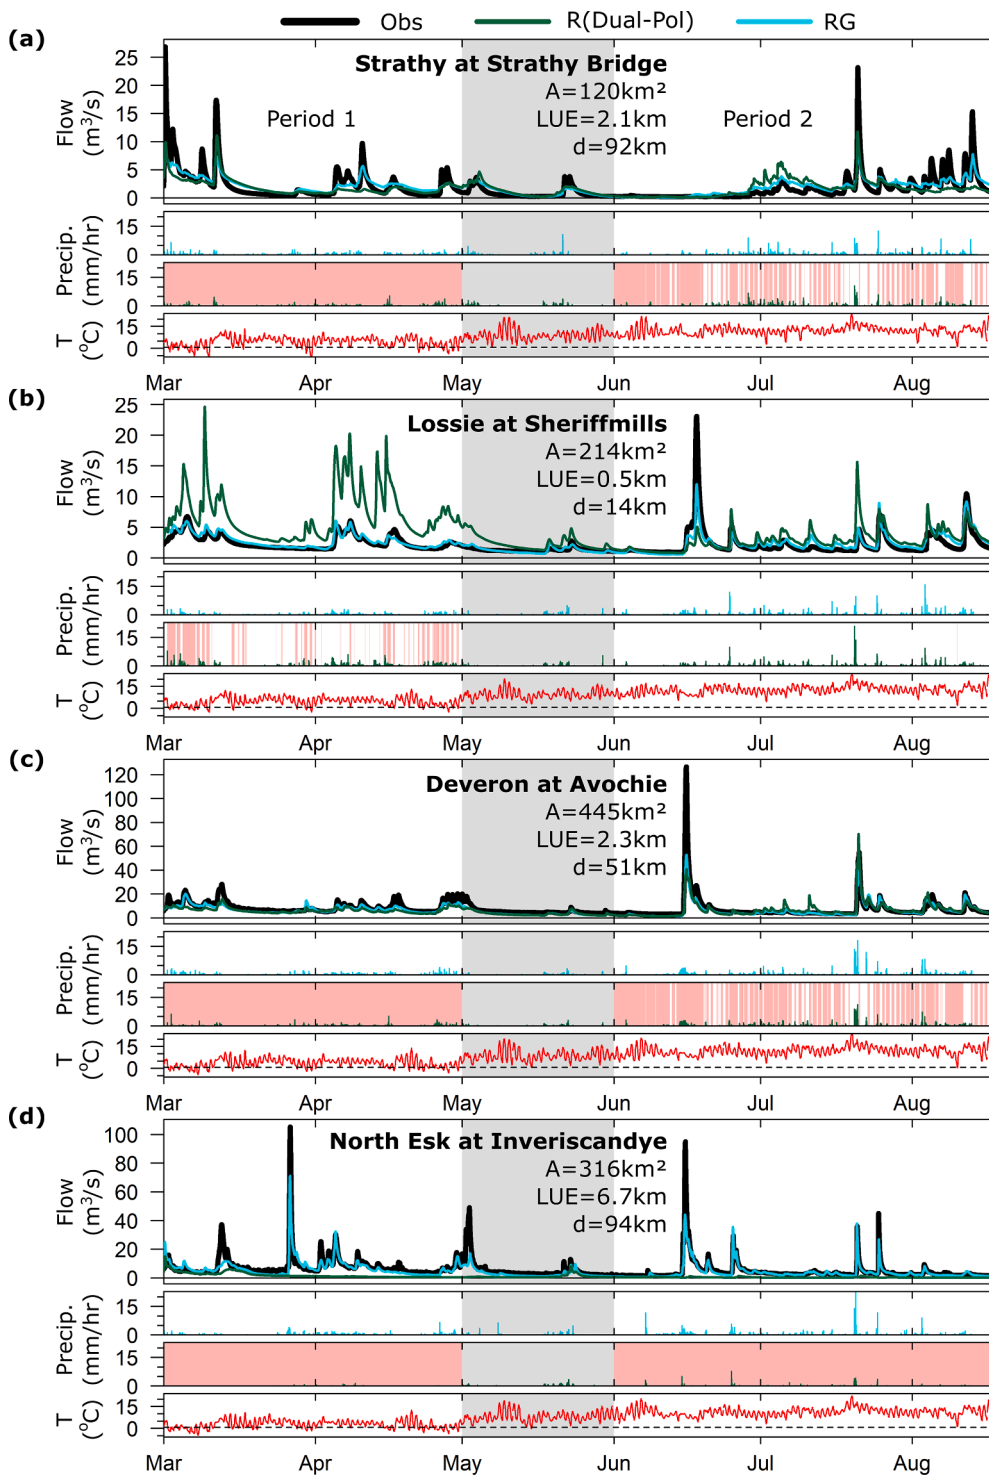 Obs R(Dual-Pol) RG
(a)
Strathy at Strathy Bridge
A=120km²
LUE=2.1km
d=92km
Period 1 Period 2
Flow
(m³/s)
25
20
15
10
5
0
Precip.
(mm/hr)
15
0
15
0
T
(°C)
15
0
Mar Apr May Jun Jul Aug
(b)
Lossie at Sheriffmills
A=214km²
LUE=0.5km
d=14km
Flow
(m³/s)
25
20
15
10
5
0
Precip.
(mm/hr)
15
0
15
0
T
(°C)
15
0
Mar Apr May Jun Jul Aug
(c)
Deveron at Avochie
A=445km²
LUE=2.3km
d=51km
Flow
(m³/s)
120
100
80
60
40
20
0
Precip.
(mm/hr)
15
0
15
0
T
(°C)
15
0
Mar Apr May Jun Jul Aug
(d)
North Esk at Inveriscandye
A=316km²
LUE=6.7km
d=94km
Flow
(m³/s)
100
80
60
40
20
0
Precip.
(mm/hr)
15
0
15
0
T
(°C)
15
0
Mar Apr May Jun Jul Aug